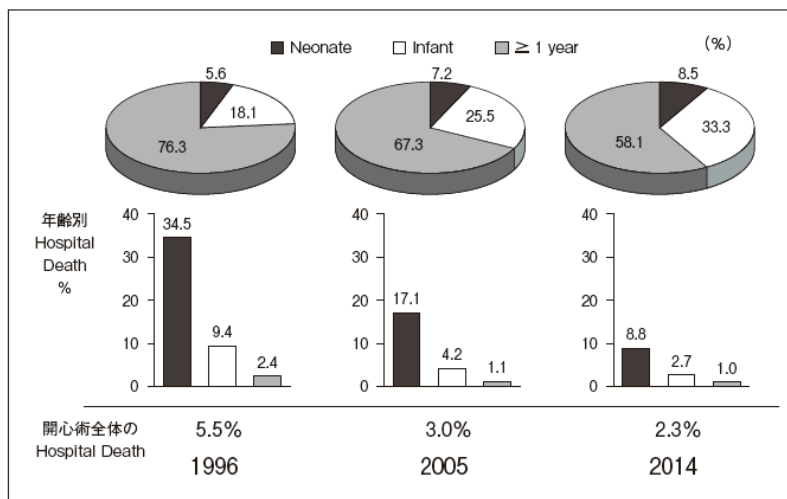 Neonate Infant ≥ 1 year (%)
5.6 18.1 76.3
7.2 25.5 67.3
8.5 33.3 58.1
年齢別
Hospital
Death
%
40 30 20 10 0
34.5 9.4 2.4
40 30 20 10 0
17.1 4.2 1.1
40 30 20 10 0
8.8 2.7 1.0
開心術全体の
Hospital Death
5.5% 3.0% 2.3%
1996 2005 2014